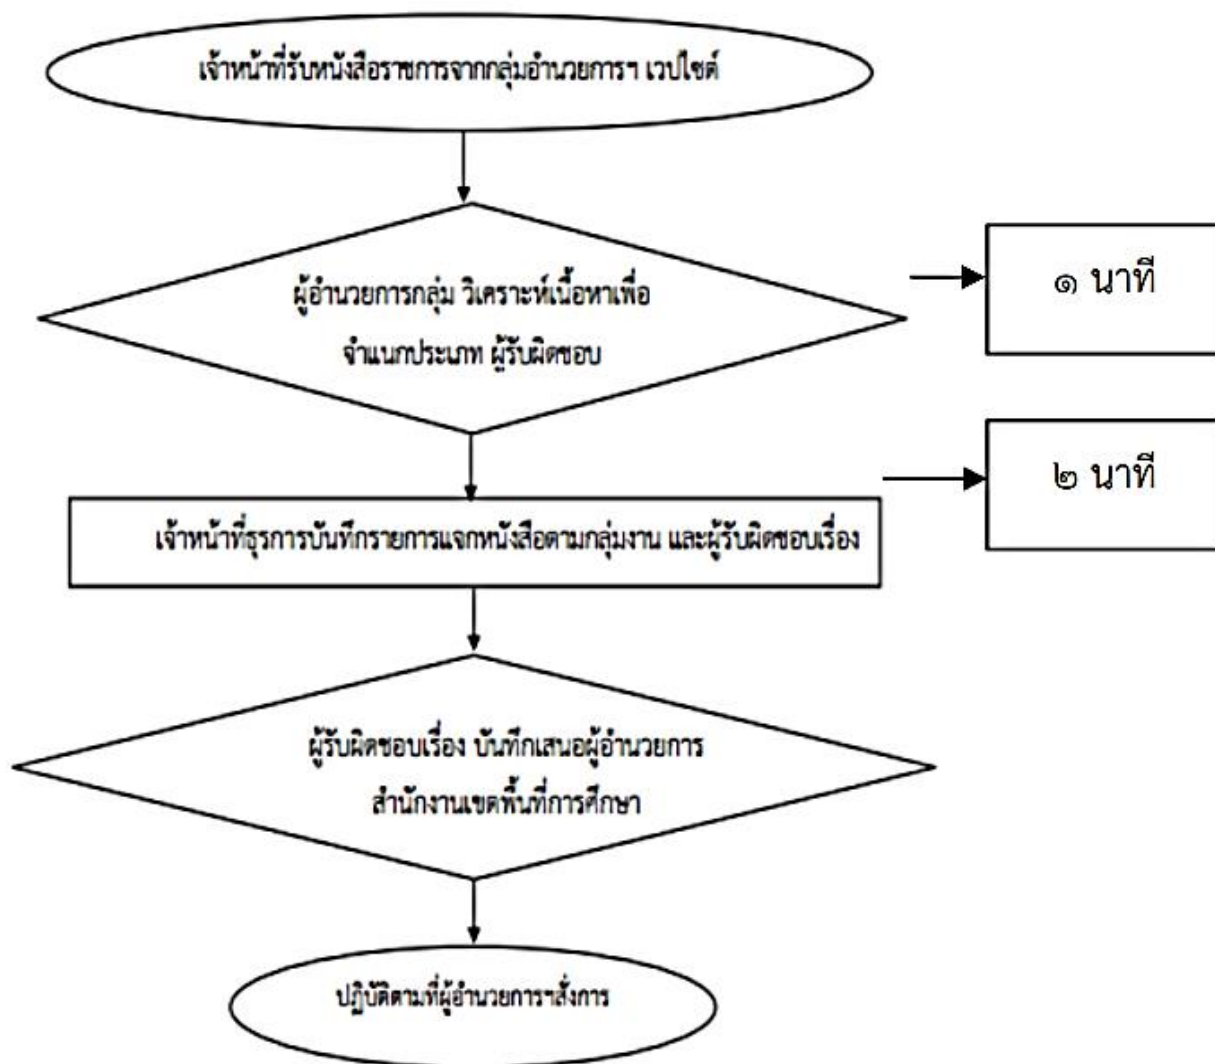 เจ้าหน้าที่รับหนังสือราชการจากกลุ่มอำนวยการฯ เวปไซต์
ผู้อำนวยการกลุ่ม วิเคราะห์เนื้อหาเพื่อ
จำแนกประเภท ผู้รับผิดชอบ
๑ นาที
๒ นาที
เจ้าหน้าที่ธุรการบันทึกรายการแจกหนังสือตามกลุ่มงาน และผู้รับผิดชอบเรื่อง
ผู้รับผิดชอบเรื่อง บันทึกเสนอผู้อำนวยการ
สำนักงานเขตพื้นที่การศึกษา
ปฏิบัติตามที่ผู้อำนวยการฯสั่งการ